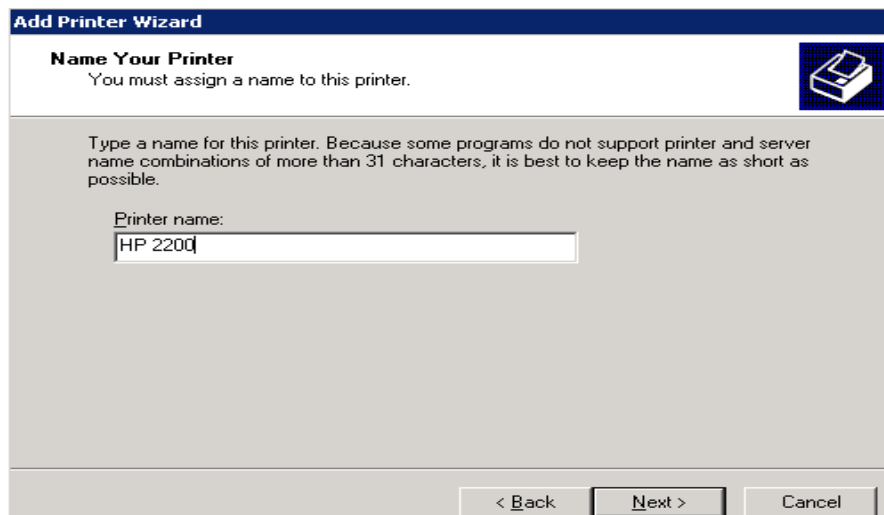 Add Printer Wizard
Name Your Printer
You must assign a name to this printer.
Type a name for this printer. Because some programs do not support printer and server
name combinations of more than 31 characters, it is best to keep the name as short as
possible.
Printer name:
HP 2200
< Back Next > Cancel